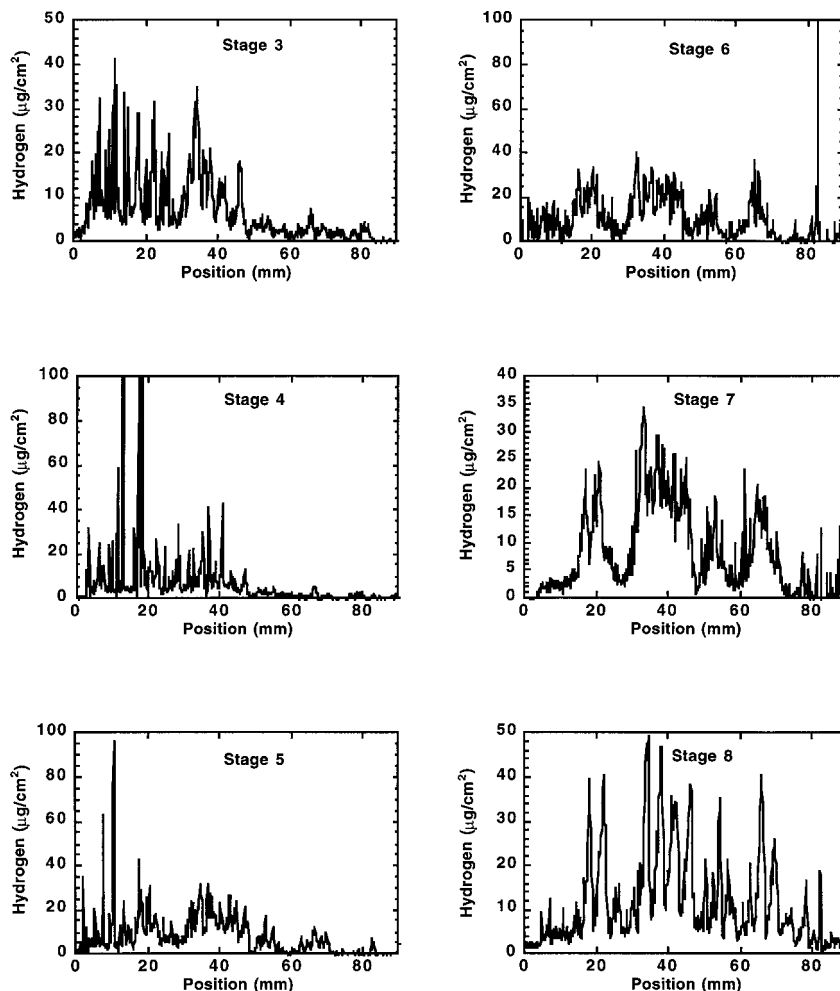 Stage 3
Hydrogen (μg/cm²)
50
40
30
20
10
0
0 20 40 60 80
Position (mm)
Stage 6
Hydrogen (μg/cm²)
100
80
60
40
20
0
0 20 40 60 80
Position (mm)
Stage 4
Hydrogen (μg/cm²)
100
80
60
40
20
0
0 20 40 60 80
Position (mm)
Stage 7
Hydrogen (μg/cm²)
40
35
30
25
20
15
10
5
0
0 20 40 60 80
Position (mm)
Stage 5
Hydrogen (μg/cm²)
100
80
60
40
20
0
0 20 40 60 80
Position (mm)
Stage 8
Hydrogen (μg/cm²)
50
40
30
20
10
0
0 20 40 60 80
Position (mm)